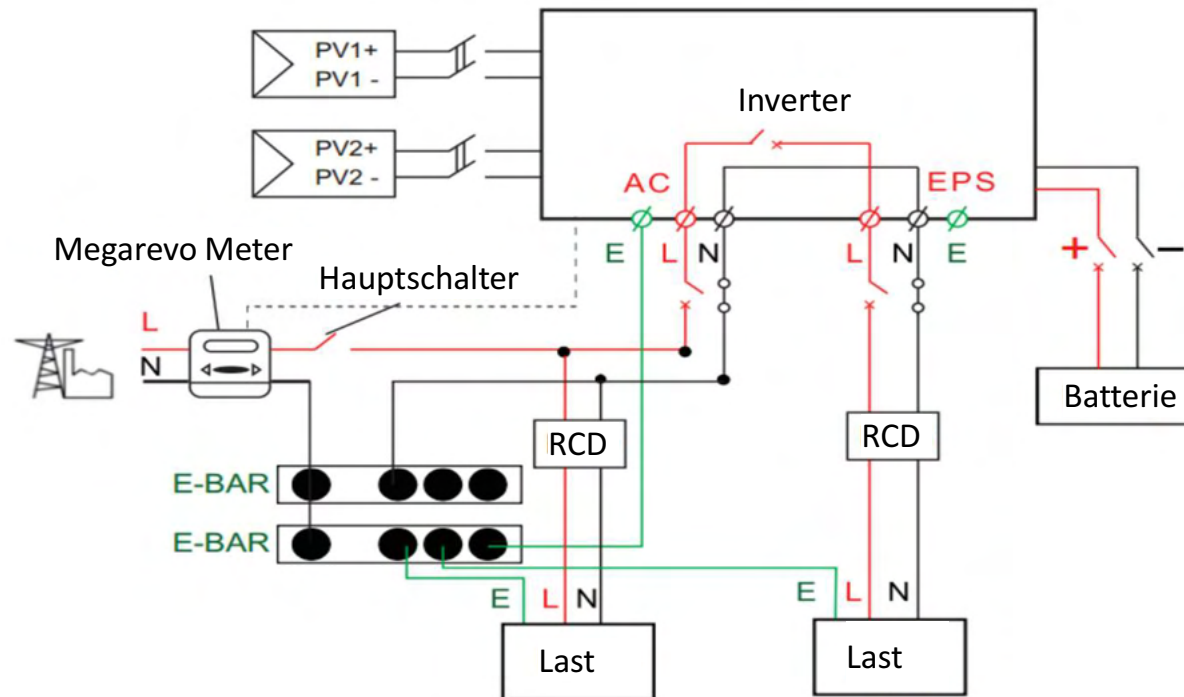 PV1+
PV1 -
Inverter
PV2+
PV2 -
AC
EPS
Megarevo Meter
E
L
N
L
N
E
+
−
Hauptschalter
L
N
Batterie
RCD
RCD
E-BAR
E-BAR
E
L
N
E
L
N
Last
Last